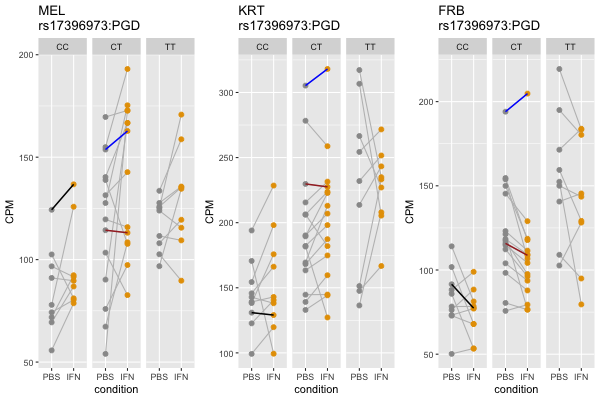 MEL
rs17396973:PGD
CC CT TT
200
150
100
50
CPM
PBS IFN PBS IFN PBS IFN
condition
KRT
rs17396973:PGD
CC CT TT
300
250
200
150
100
CPM
PBS IFN PBS IFN PBS IFN
condition
FRB
rs17396973:PGD
CC CT TT
200
150
100
50
CPM
PBS IFN PBS IFN PBS IFN
condition